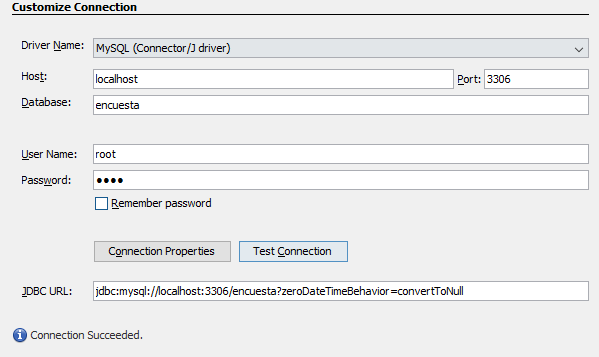 Customize Connection
Driver Name: MySQL (Connector/J driver)
Host: localhost Port: 3306
Database: encuesta
User Name: root
Password: ●●●●
Remember password
Connection Properties Test Connection
JDBC URL: jdbc:mysql://localhost:3306/encuesta?zeroDateTimeBehavior=convertToNull
Connection Succeeded.